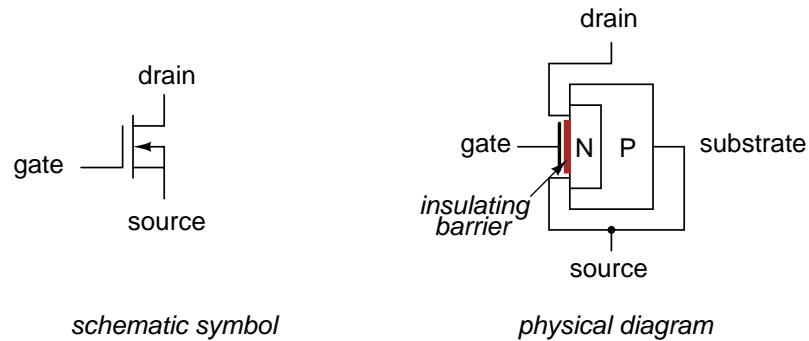 drain
gate
source
schematic symbol
drain
gate
N
P
substrate
insulating
barrier
source
physical diagram